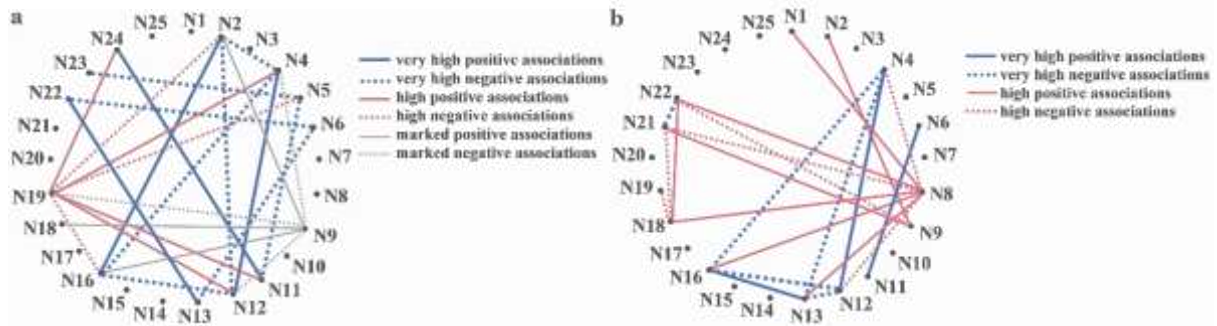 a
N1
N2
N3
N4
N5
N6
N7
N8
N9
N10
N11
N12
N13
N14
N15
N16
N17
N18
N19
N20
N21
N22
N23
N24
N25
very high positive associations
very high negative associations
high positive associations
high negative associations
marked positive associations
marked negative associations
b
N1
N2
N3
N4
N5
N6
N7
N8
N9
N10
N11
N12
N13
N14
N15
N16
N17
N18
N19
N20
N21
N22
N23
N24
N25
very high positive associations
very high negative associations
high positive associations
high negative associations